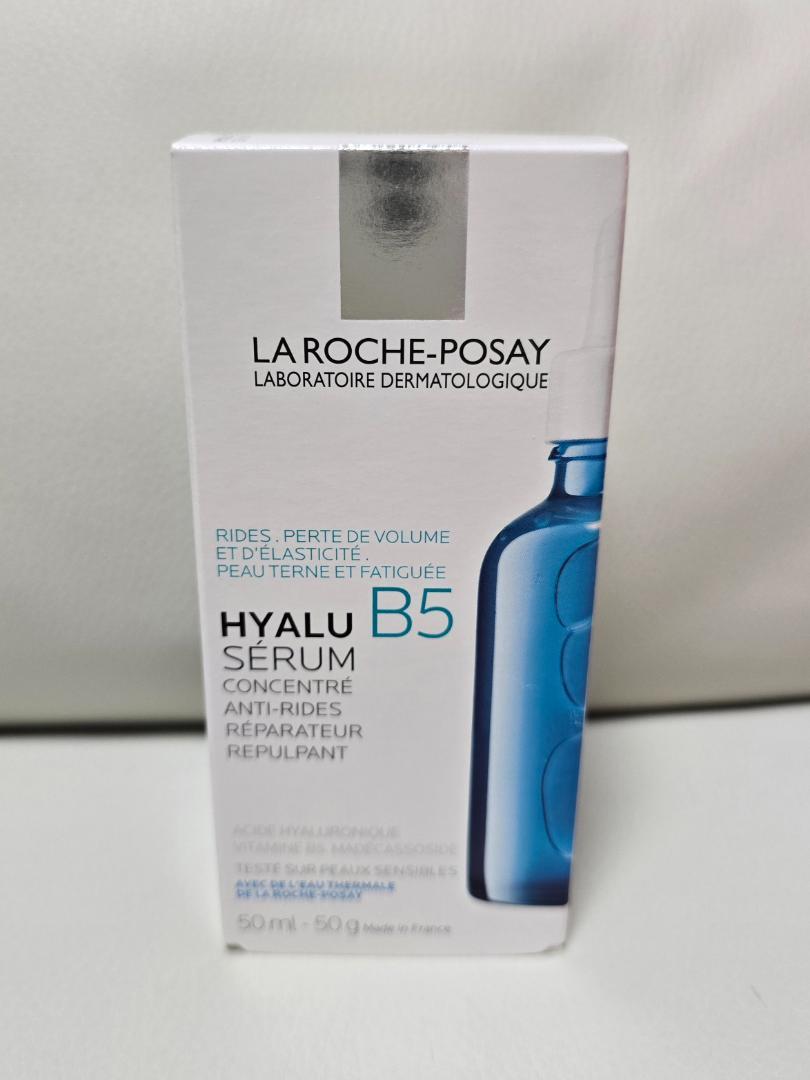 LA ROCHE-POSAY
LABORATOIRE DERMATOLOGIQUE
RIDES . PERTE DE VOLUME
ET D'ÉLASTICITÉ .
PEAU TERNE ET FATIGUÉE
HYALU B5
SÉRUM
CONCENTRÉ
ANTI-RIDES
RÉPARATEUR
REPULPANT
ACIDE HYALURONIQUE
VITAMINE B5. MADÉCASSOSIDE
TESTÉ SUR PEAUX SENSIBLES
AVEC DE L'EAU THERMALE
DE LA ROCHE-POSAY
50 ml - 50 g Made in France